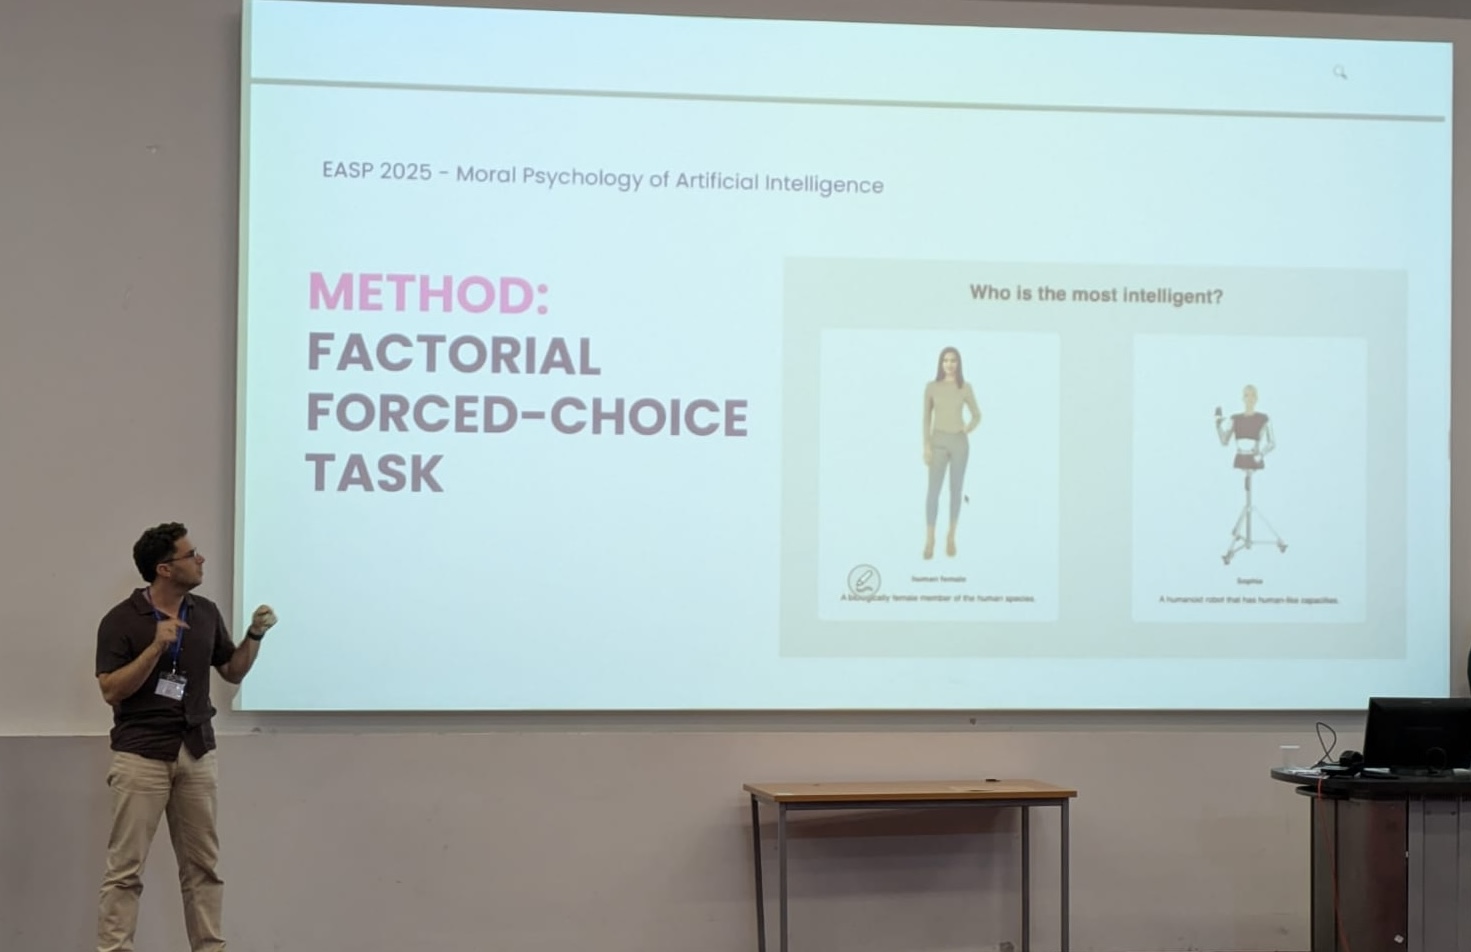 EASP 2025 - Moral Psychology of Artificial Intelligence
METHOD:
FACTORIAL
FORCED-CHOICE
TASK
Who is the most intelligent?
human female
A biologically female member of the human species.
Sophia
A humanoid robot that has human-like capacities.